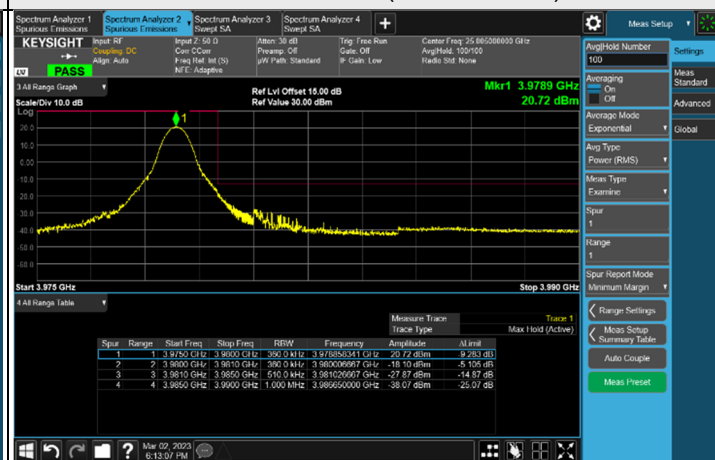 Spectrum Analyzer 1
Spurious Emissions
Spectrum Analyzer 2
Spurious Emissions
Spectrum Analyzer 3
Swept SA
Spectrum Analyzer 4
Swept SA
+
Meas Setup
KEYSIGHT
LXI
PASS
Input: RF
Coupling: DC
Align: Auto
Input Z: 50 Ω
Corr CCorr
Freq Ref: Int (S)
NFE: Adaptive
Atten: 30 dB
Preamp: Off
µW Path: Standard
Trig: Free Run
Gate: Off
IF Gain: Low
Center Freq: 25.005000000 GHz
Avg|Hold: 100/100
Radio Std: None
3 All Range Graph
Scale/Div 10.0 dB
Ref Lvl Offset 15.00 dB
Ref Value 30.00 dBm
Mkr1 3.9789 GHz
20.72 dBm
Log
20.0
10.0
0.00
-10.0
-20.0
-30.0
-40.0
-50.0
-60.0
1
Start 3.975 GHz
Stop 3.990 GHz
4 All Range Table
Measure Trace Trace 1
Trace Type Max Hold (Active)
Spur Range Start Freq Stop Freq RBW Frequency Amplitude ΔLimit
1 1 3.9750 GHz 3.9800 GHz 360.0 kHz 3.978858341 GHz 20.72 dBm -9.283 dB
2 2 3.9800 GHz 3.9810 GHz 360.0 kHz 3.980006667 GHz -18.10 dBm -5.105 dB
3 3 3.9810 GHz 3.9850 GHz 510.0 kHz 3.981026667 GHz -27.87 dBm -14.87 dB
4 4 3.9850 GHz 3.9900 GHz 1.000 MHz 3.986650000 GHz -38.07 dBm -25.07 dB
Avg|Hold Number
100
Averaging
On
Off
Average Mode
Exponential
Avg Type
Power (RMS)
Meas Type
Examine
Spur
1
Range
1
Spur Report Mode
Minimum Margin
Range Settings
Meas Setup
Summary Table
Auto Couple
Meas Preset
Settings
Meas
Standard
Advanced
Global
?
Mar 02, 2023
6:13:07 PM